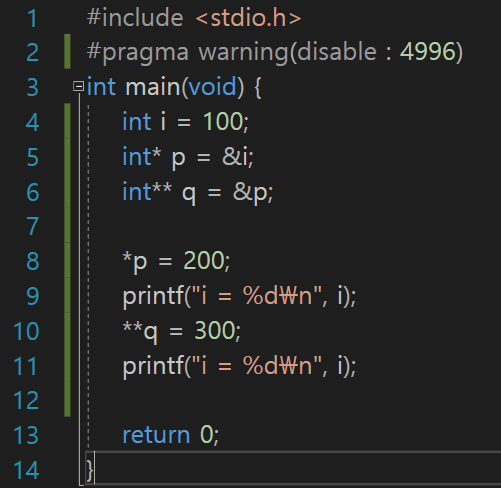 1 #include <stdio.h>
2 #pragma warning(disable : 4996)
3 int main(void) {
4 int i = 100;
5 int* p = &i;
6 int** q = &p;
7
8 *p = 200;
9 printf("i = %d₩n", i);
10 **q = 300;
11 printf("i = %d₩n", i);
12
13 return 0;
14 }